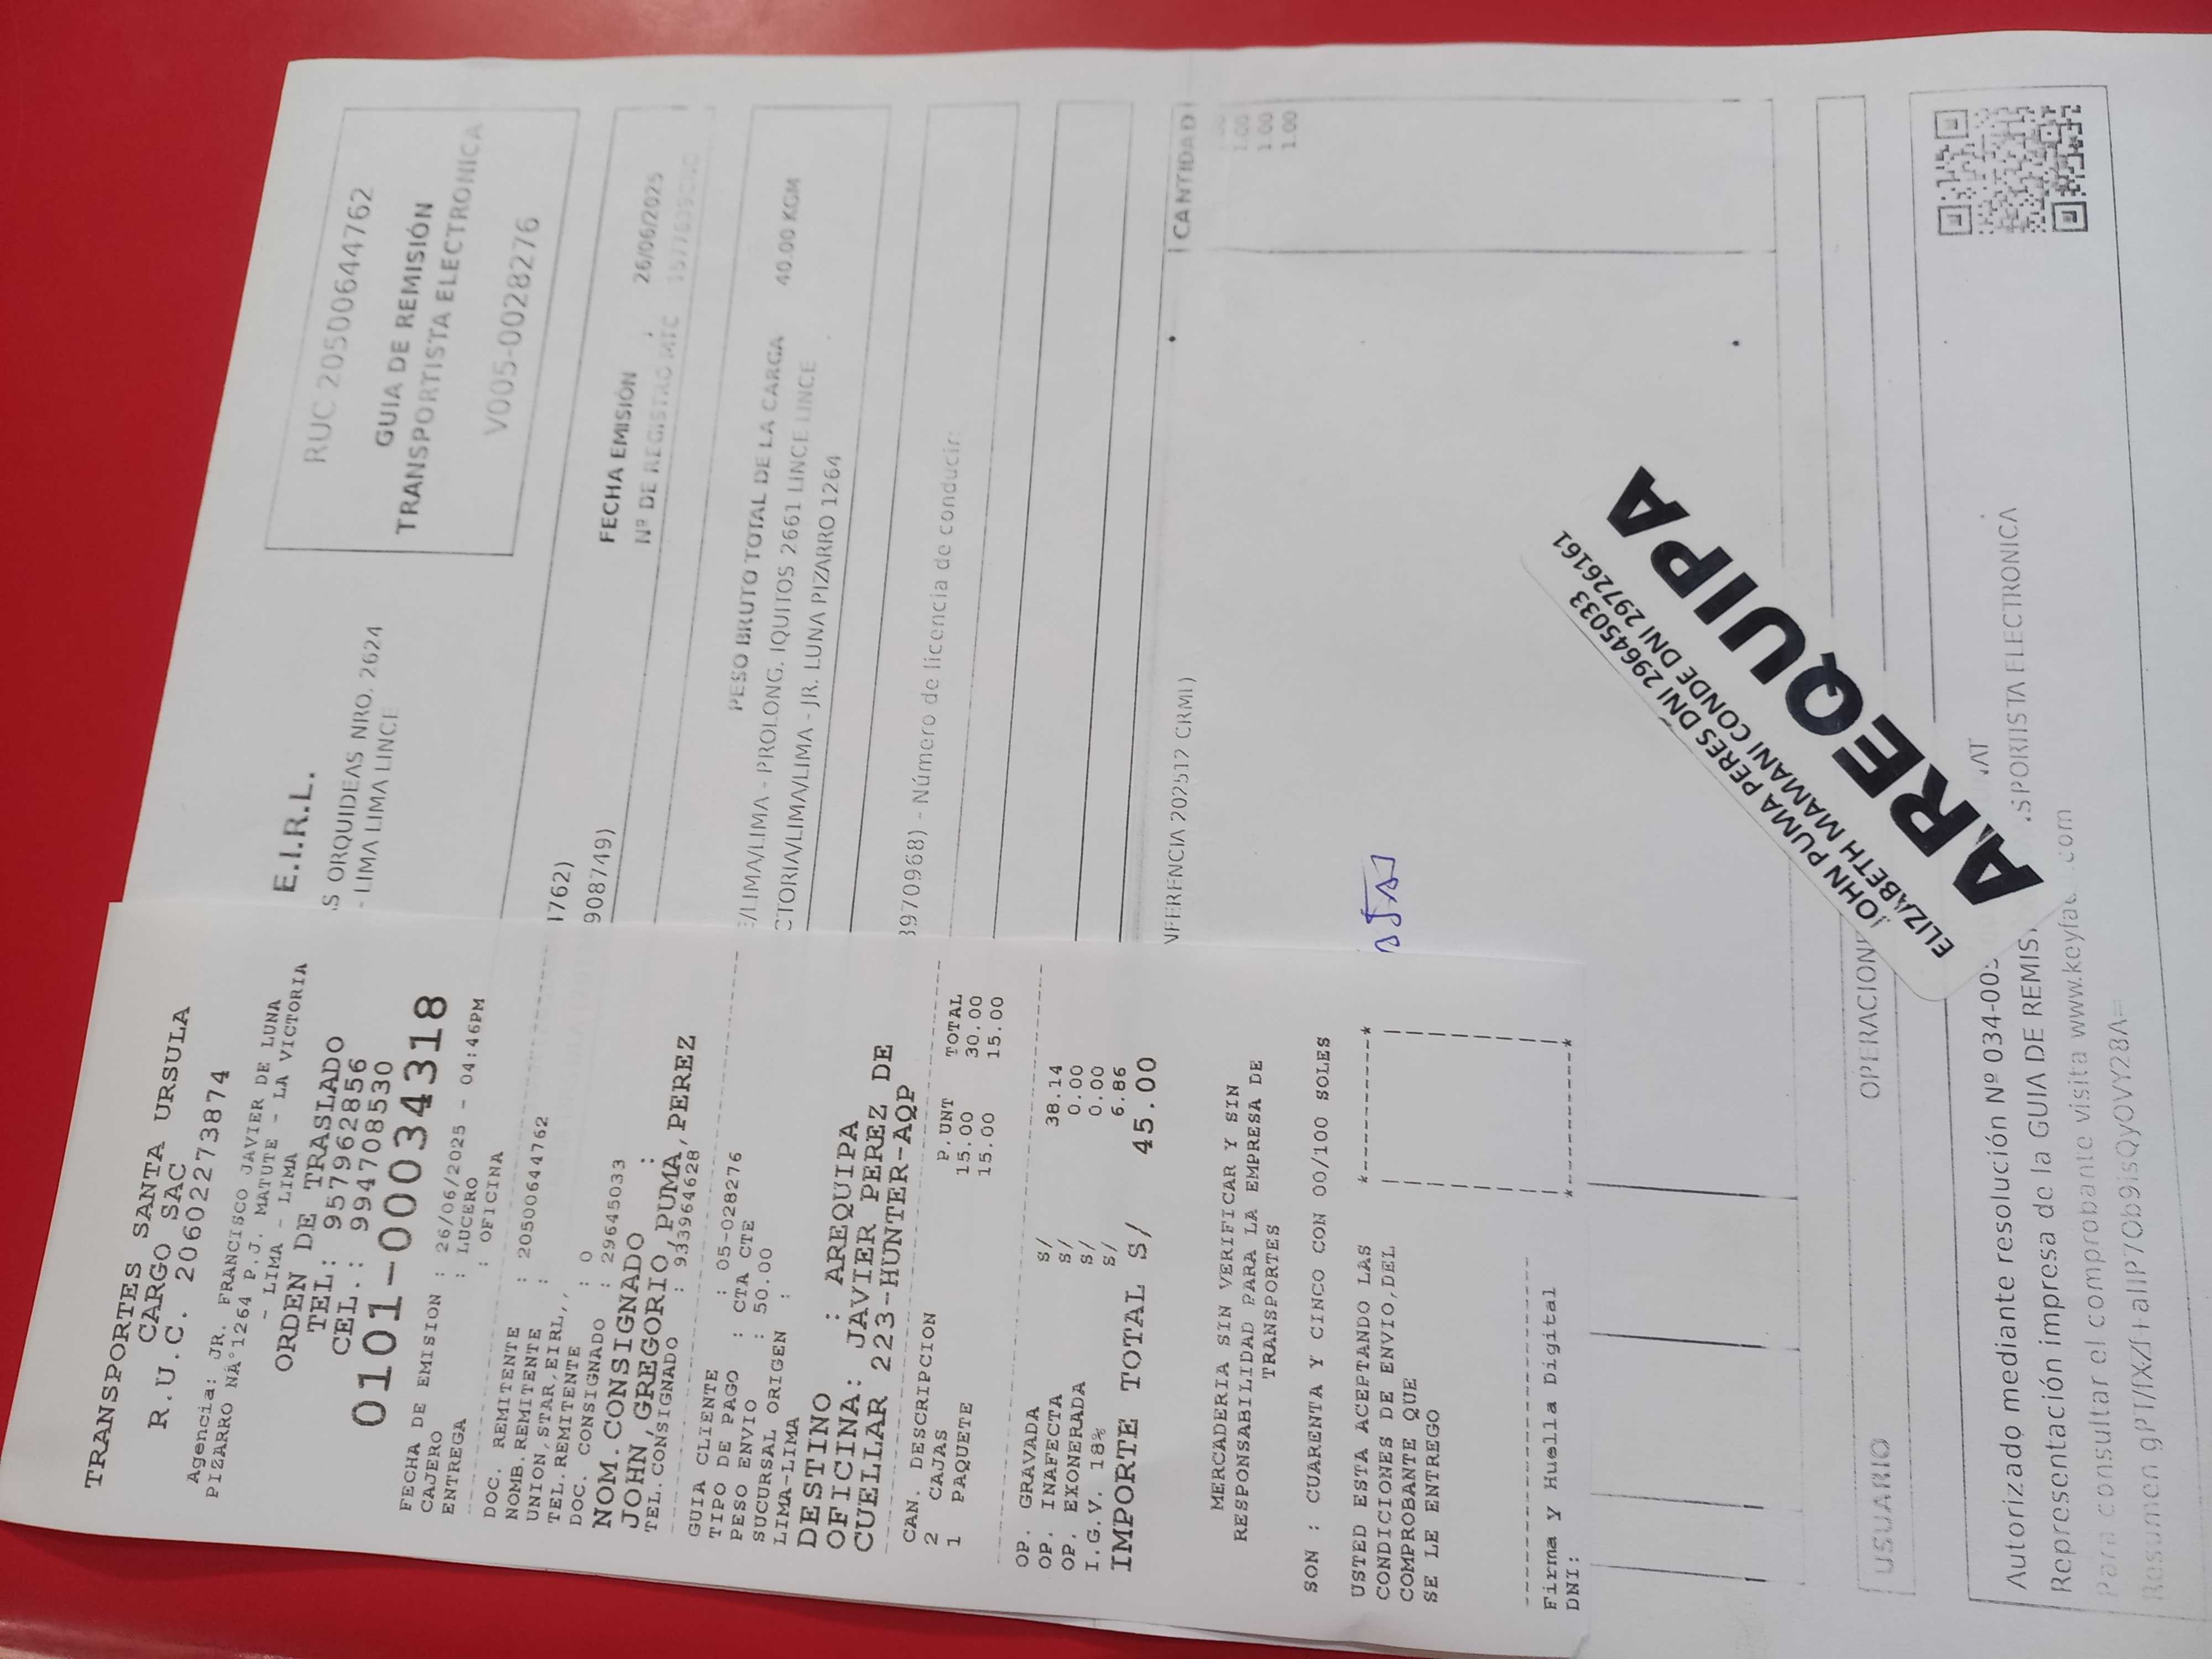 TRANSPORTES SANTA URSULA
CARGO SAC
R.U.C. 20602273874
Agencia: JR. FRANCISCO JAVIER DE LUNA
PIZARRO NA°1264 P.J. MATUTE - LA VICTORIA
- LIMA - LIMA
ORDEN DE TRASLADO
TEL: 957962856
CEL.: 994708530
0101-00034318
FECHA DE EMISION : 26/06/2025 - 04:46PM
CAJERO : LUCERO
ENTREGA : OFICINA
DOC. REMITENTE : 20500644762
NOMB.REMITENTE :
UNION,STAR,EIRL,,
TEL.REMITENTE :
DOC. CONSIGNADO : 0
: 29645033
NOM.CONSIGNADO :
JOHN,GREGORIO,PUMA,PEREZ
TEL.CONSIGNADO : 933964628
GUIA CLIENTE : 05-028276
TIPO DE PAGO : CTA CTE
PESO ENVIO : 50.00
SUCURSAL ORIGEN :
LIMA-LIMA
DESTINO : AREQUIPA
OFICINA: JAVIER PEREZ DE
CUELLAR 223-HUNTER-AQP
CAN. DESCRIPCION P.UNT TOTAL
2 CAJAS 15.00 30.00
1 PAQUETE 15.00 15.00
OP. GRAVADA S/ 38.14
OP. INAFECTA S/ 0.00
OP. EXONERADA S/ 0.00
I.G.V. 18% S/ 6.86
IMPORTE TOTAL S/ 45.00
MERCADERIA SIN VERIFICAR Y SIN
RESPONSABILIDAD PARA LA EMPRESA DE
TRANSPORTES
SON : CUARENTA Y CINCO CON 00/100 SOLES
USTED ESTA ACEPTANDO LAS
CONDICIONES DE ENVIO,DEL
COMPROBANTE QUE
SE LE ENTREGO
Firma y Huella Digital
DNI:
E.I.R.L.
S ORQUIDEAS NRO. 2624
- LIMA LIMA LINCE
RUC 20500644762
GUIA DE REMISIÓN
TRANSPORTISTA ELECTRONICA
V005-0028276
4762)
908749)
FECHA EMISIÓN : 26/06/2025
Nº DE REGISTRO MTC
PESO BRUTO TOTAL DE LA CARGA 40.00 KGM
E/LIMA/LIMA - PROLONG. IQUITOS 2661 LINCE LINCE
CTORIA/LIMA/LIMA - JR. LUNA PIZARRO 1264
39970968) - Número de licencia de conducir:
CANTIDAD
1.00
1.00
1.00
NFERENCIA 202512 CRMI)
JOHN PUMA PERES DNI 29645033
ELIZABETH MAMANI CONDE DNI 29726161
AREQUIPA
USUARIO
OPERACION
Autorizado mediante resolución Nº 034-005
Representación impresa de la GUIA DE REMIS SPORTISTA ELECTRONICA
Para consultar el comprobante visita www.keyfac com